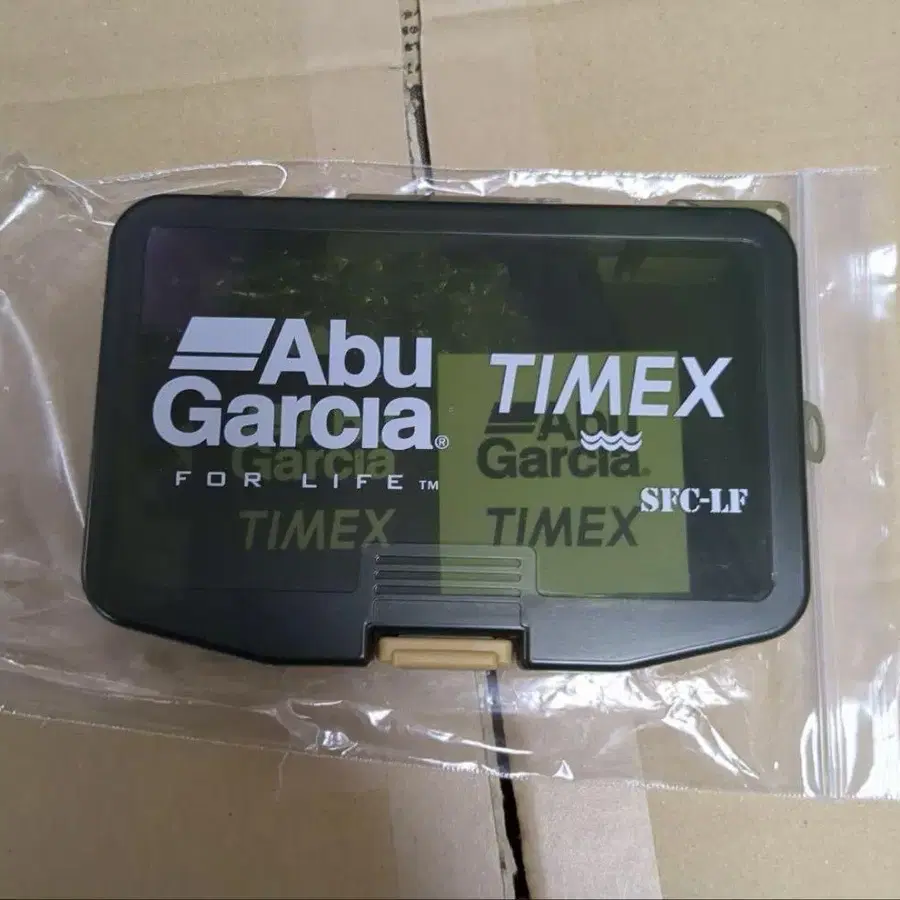 Abu
Garcia®
FOR LIFE™
TIMEX
SFC-LF
Garcia
TIMEX
Abu
Garcia
TIMEX